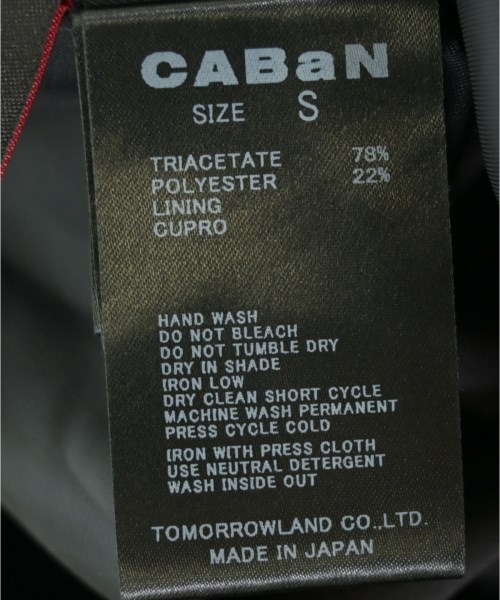 CABaN
SIZE S
TRIACETATE 78%
POLYESTER 22%
LINING
CUPRO
HAND WASH
DO NOT BLEACH
DO NOT TUMBLE DRY
DRY IN SHADE
IRON LOW
DRY CLEAN SHORT CYCLE
MACHINE WASH PERMANENT
PRESS CYCLE COLD
IRON WITH PRESS CLOTH
USE NEUTRAL DETERGENT
WASH INSIDE OUT
TOMORROWLAND CO.,LTD.
MADE IN JAPAN